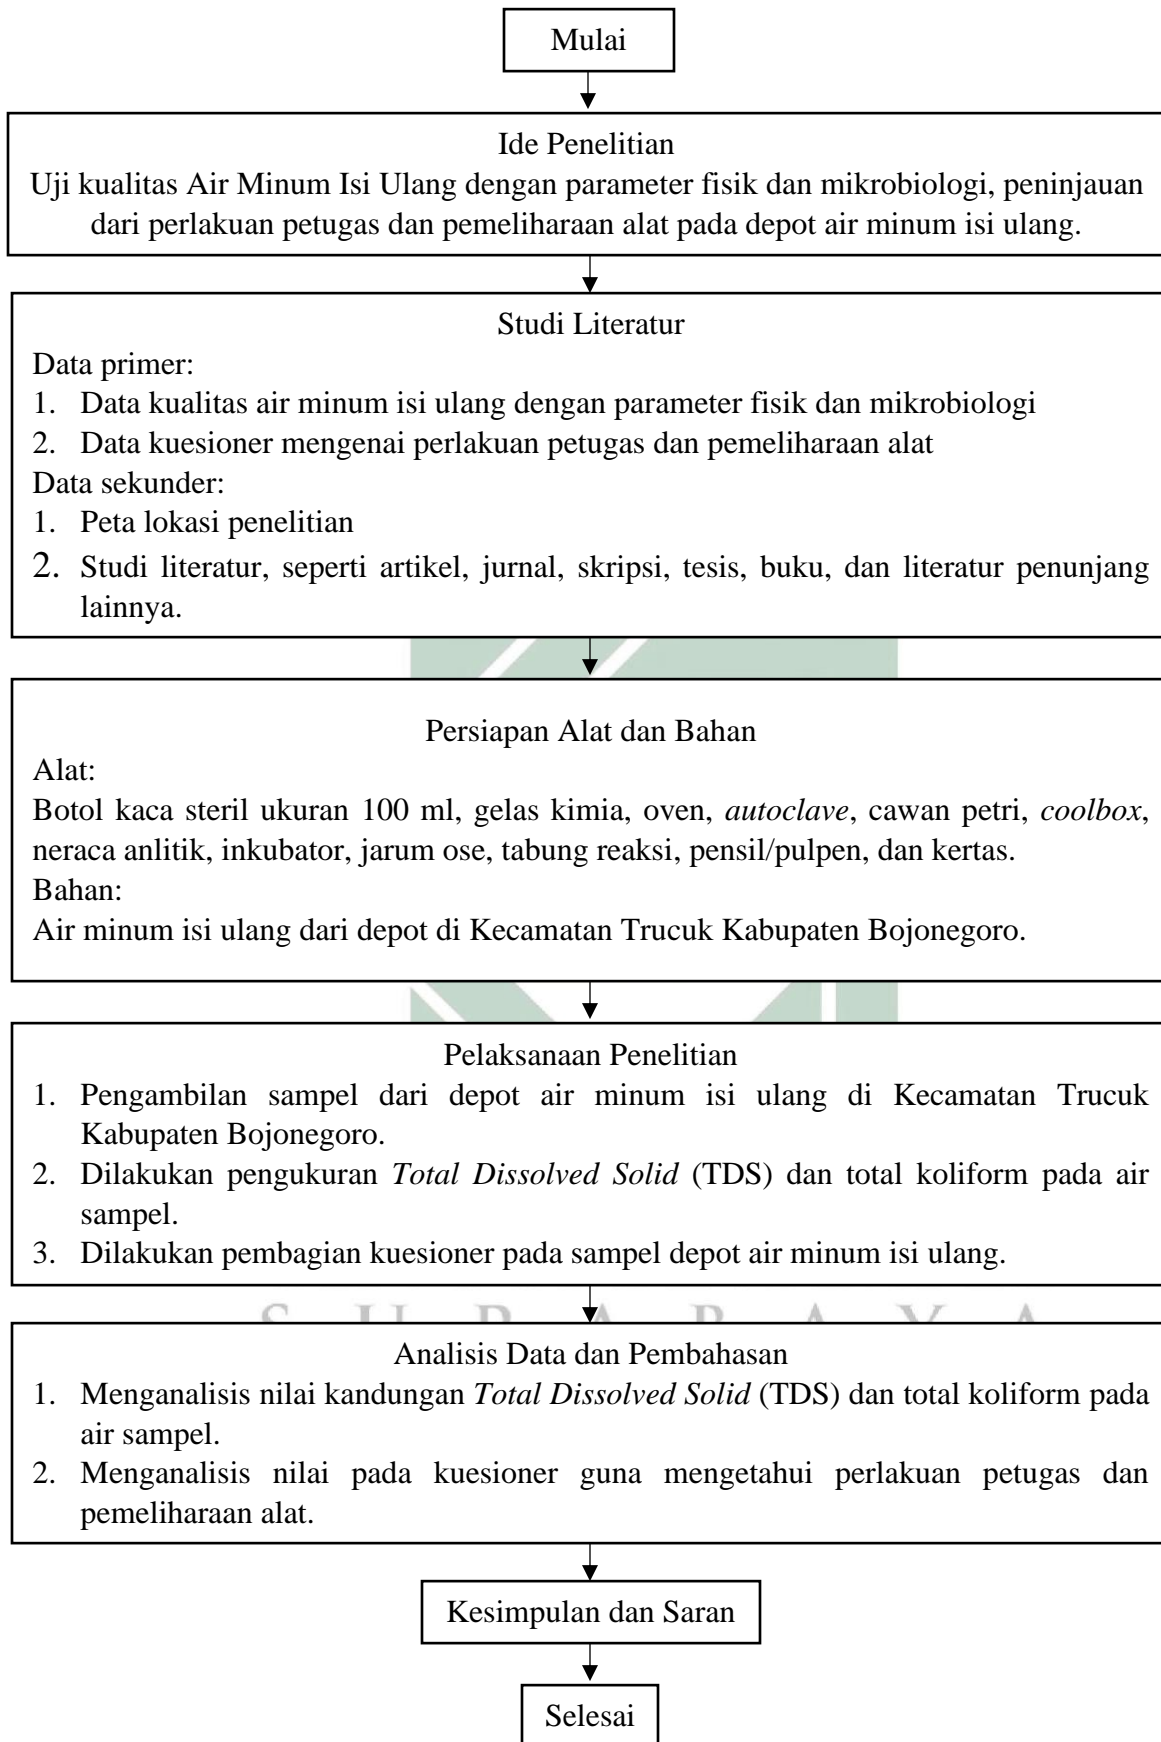 Mulai
Ide Penelitian
Uji kualitas Air Minum Isi Ulang dengan parameter fisik dan mikrobiologi, peninjauan
dari perlakuan petugas dan pemeliharaan alat pada depot air minum isi ulang.
Studi Literatur
Data primer:
1. Data kualitas air minum isi ulang dengan parameter fisik dan mikrobiologi
2. Data kuesioner mengenai perlakuan petugas dan pemeliharaan alat
Data sekunder:
1. Peta lokasi penelitian
2. Studi literatur, seperti artikel, jurnal, skripsi, tesis, buku, dan literatur penunjang
lainnya.
Persiapan Alat dan Bahan
Alat:
Botol kaca steril ukuran 100 ml, gelas kimia, oven, autoclave, cawan petri, coolbox,
neraca anlitik, inkubator, jarum ose, tabung reaksi, pensil/pulpen, dan kertas.
Bahan:
Air minum isi ulang dari depot di Kecamatan Trucuk Kabupaten Bojonegoro.
Pelaksanaan Penelitian
1. Pengambilan sampel dari depot air minum isi ulang di Kecamatan Trucuk
Kabupaten Bojonegoro.
2. Dilakukan pengukuran Total Dissolved Solid (TDS) dan total koliform pada air
sampel.
3. Dilakukan pembagian kuesioner pada sampel depot air minum isi ulang.
S U R A B A Y A
Analisis Data dan Pembahasan
1. Menganalisis nilai kandungan Total Dissolved Solid (TDS) dan total koliform pada
air sampel.
2. Menganalisis nilai pada kuesioner guna mengetahui perlakuan petugas dan
pemeliharaan alat.
Kesimpulan dan Saran
Selesai